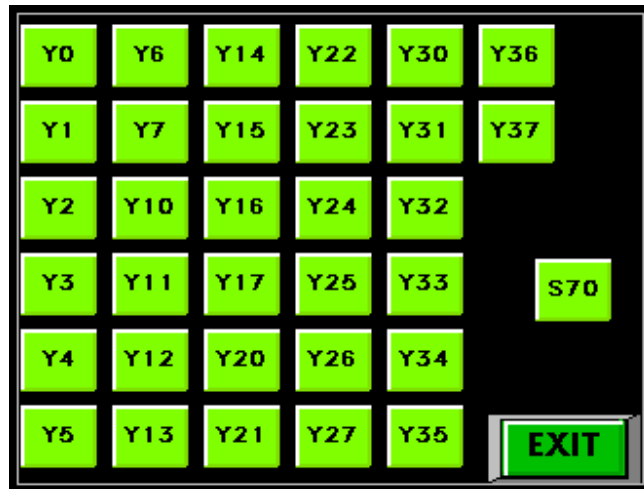 Y0 Y6 Y14 Y22 Y30 Y36
Y1 Y7 Y15 Y23 Y31 Y37
Y2 Y10 Y16 Y24 Y32
Y3 Y11 Y17 Y25 Y33 S70
Y4 Y12 Y20 Y26 Y34
Y5 Y13 Y21 Y27 Y35 EXIT